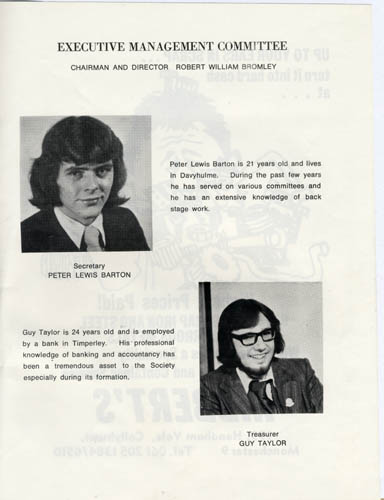 EXECUTIVE MANAGEMENT COMMITTEE
CHAIRMAN AND DIRECTOR ROBERT WILLIAM BROMLEY
Peter Lewis Barton is 21 years old and lives
in Davyhulme. During the past few years
he has served on various committees and
he has an extensive knowledge of back
stage work.
Secretary
PETER LEWIS BARTON
Guy Taylor is 24 years old and is employed
by a bank in Timperley. His professional
knowledge of banking and accountancy has
been a tremendous asset to the Society
especially during its formation.
Treasurer
GUY TAYLOR